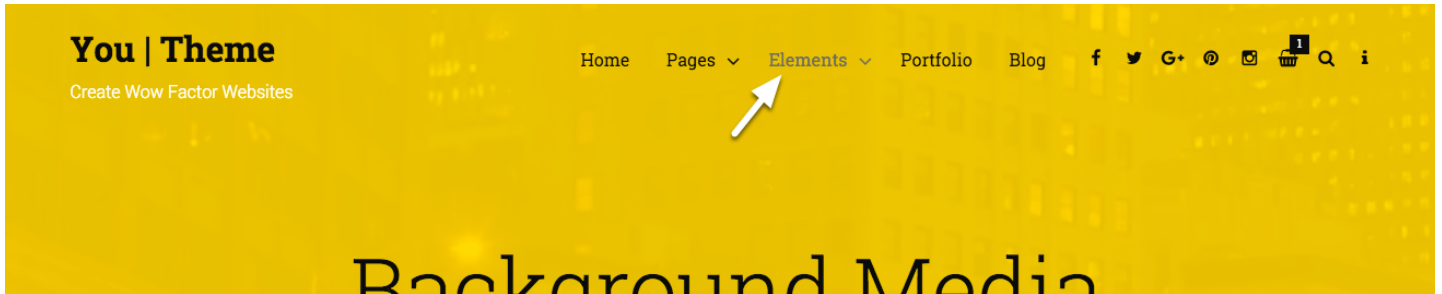 You | Theme
Create Wow Factor Websites
Home Pages Elements Portfolio Blog f G+ 1 i
Background Media